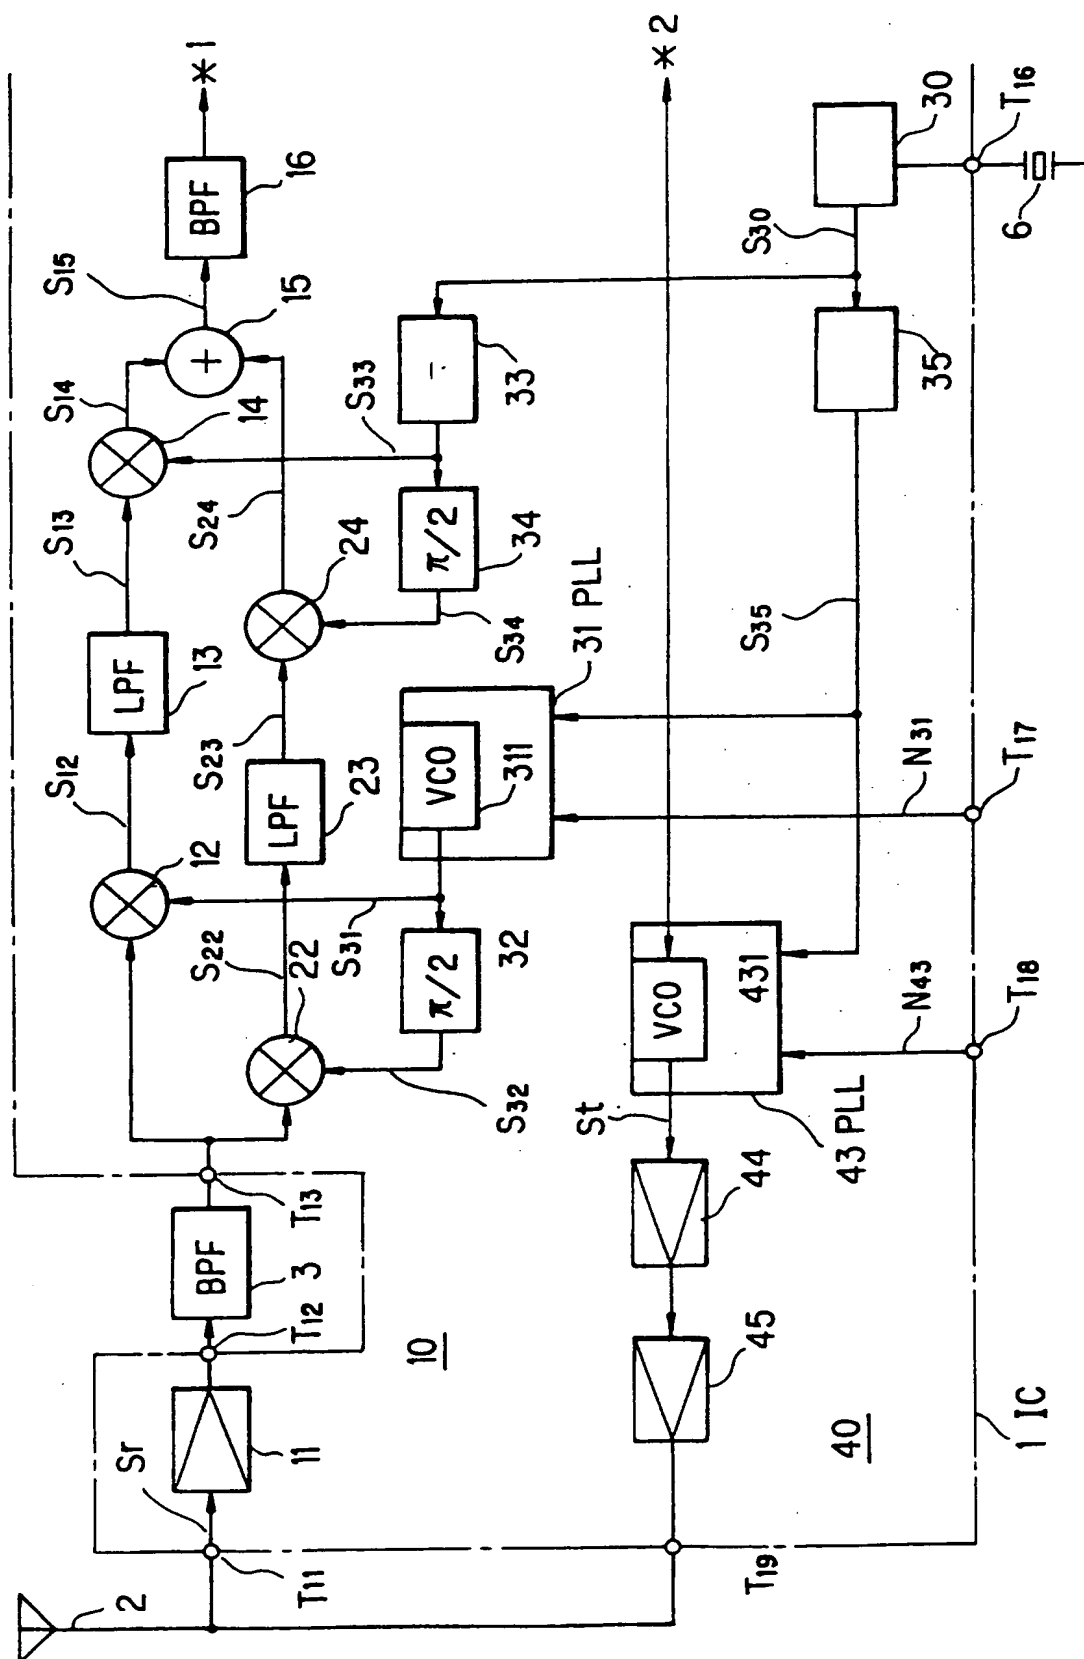 2
Sr
T11
11
T12
BPF
3
T13
10
S12
12
LPF
13
S13
14
S14
S15
15
+
BPF
16
*1
S22
22
LPF
23
S23
24
S24
S31
π/2
32
S32
VCO
311
31 PLL
π/2
34
S34
S33
−
33
*2
St
VCO
431
43 PLL
44
45
40
T19
S35
35
S30
30
T16
6
N31
T17
N43
T18
1 IC